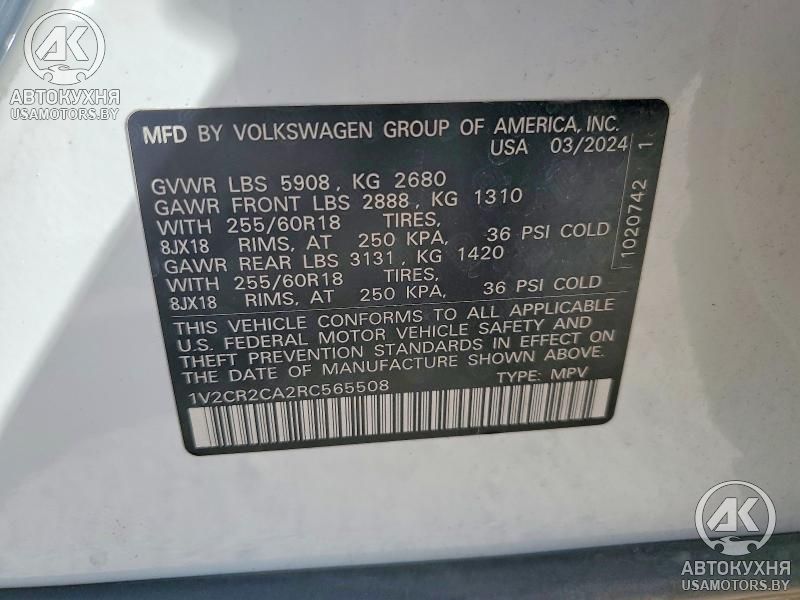 AK
АВТОКУХНЯ
USAMOTORS.BY
MFD BY VOLKSWAGEN GROUP OF AMERICA, INC.
USA 03/2024
GVWR LBS 5908, KG 2680
GAWR FRONT LBS 2888, KG 1310
WITH 255/60R18 TIRES,
8JX18 RIMS, AT 250 KPA, 36 PSI COLD
GAWR REAR LBS 3131, KG 1420
WITH 255/60R18 TIRES,
8JX18 RIMS, AT 250 KPA, 36 PSI COLD
THIS VEHICLE CONFORMS TO ALL APPLICABLE
U.S. FEDERAL MOTOR VEHICLE SAFETY AND
THEFT PREVENTION STANDARDS IN EFFECT ON
THE DATE OF MANUFACTURE SHOWN ABOVE.
1V2CR2CA2RC565508 TYPE: MPV
1020742 1
AK
АВТОКУХНЯ
USAMOTORS.BY